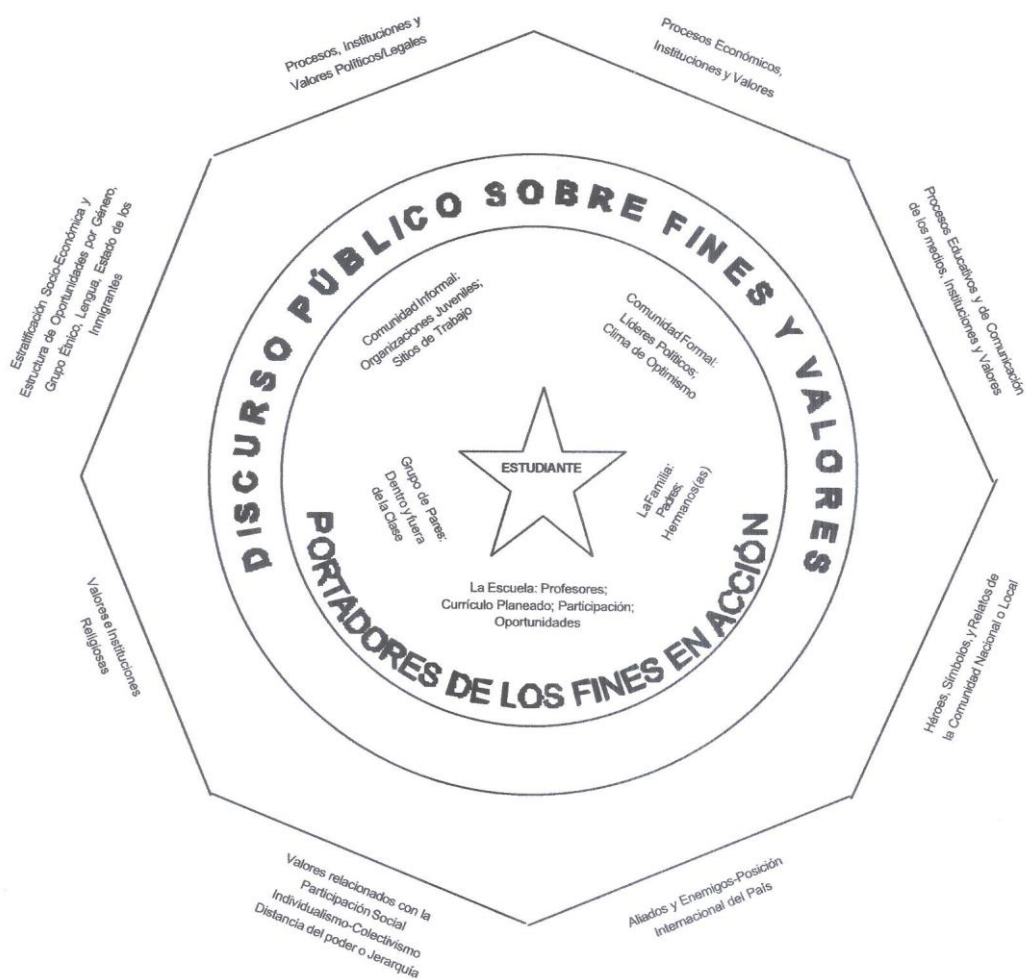 Procesos, Instituciones y
Valores Políticos/Legales
Procesos Económicos,
Instituciones y Valores
Estratificación Socio-Económica y
Estructura de Oportunidades por Género,
Grupo Étnico, Lengua, Estado de los
Inmigrantes
Procesos Educativos y de Comunicación
de los medios, Instituciones y Valores
DISCURSO PÚBLICO SOBRE FINES Y VALORES
Comunidad Informal:
Organizaciones Juveniles;
Sitios de Trabajo
Comunidad Formal:
Líderes Políticos;
Clima de Optimismo
ESTUDIANTE
Grupo de Pares:
Dentro y fuera
de la Clase
La Familia:
Padres;
Hermanos(as)
La Escuela: Profesores;
Currículo Planeado; Participación;
Oportunidades
PORTADORES DE LOS FINES EN ACCIÓN
Valores e Instituciones
Religiosas
Héroes, Símbolos, y Relatos de
la Comunidad Nacional o Local
Valores relacionados con la
Participación Social
Individualismo-Colectivismo
Distancia del poder o Jerarquía
Aliados y Enemigos-Posición
Internacional del País